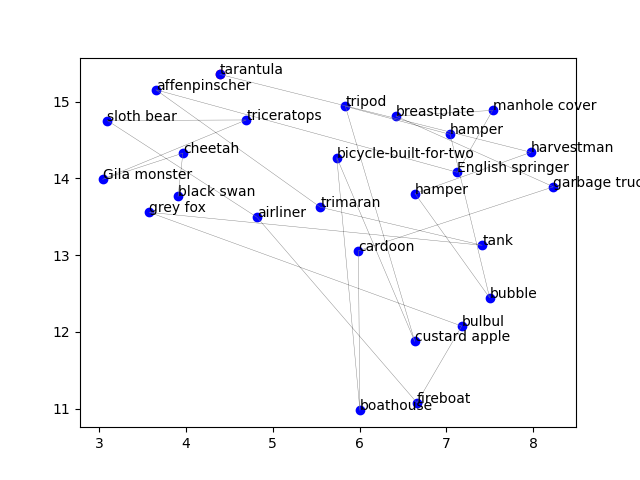 tarantula
affenpinscher
tripod
manhole cover
breastplate
sloth bear
triceratops
hamper
cheetah
bicycle-built-for-two
harvestman
Gila monster
English springer
garbage truc
black swan
hamper
grey fox
airliner
trimaran
cardoon
tank
bubble
bulbul
custard apple
boathouse
fireboat
15
14
13
12
11
3 4 5 6 7 8